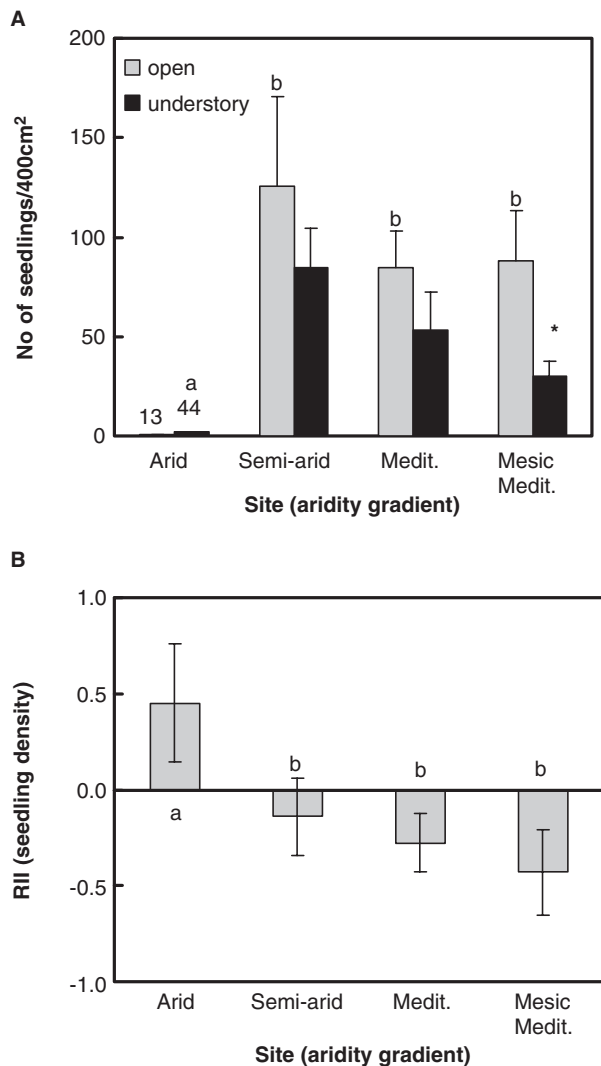 A
No of seedlings/400cm²
200
150
100
50
0
open
understory
13
a
44
b
b
b
*
Arid
Semi-arid
Medit.
Mesic
Medit.
Site (aridity gradient)
B
RII (seedling density)
1.0
0.5
0.0
-0.5
-1.0
a
b
b
b
Arid
Semi-arid
Medit.
Mesic
Medit.
Site (aridity gradient)